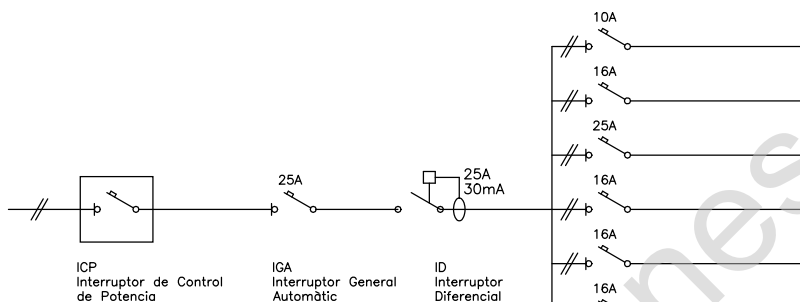 10A
16A
25A
16A
16A
16A
25A
25A
30mA
ICP
Interruptor de Control
de Potencia
IGA
Interruptor General
Automàtic
ID
Interruptor
Diferencial
nes